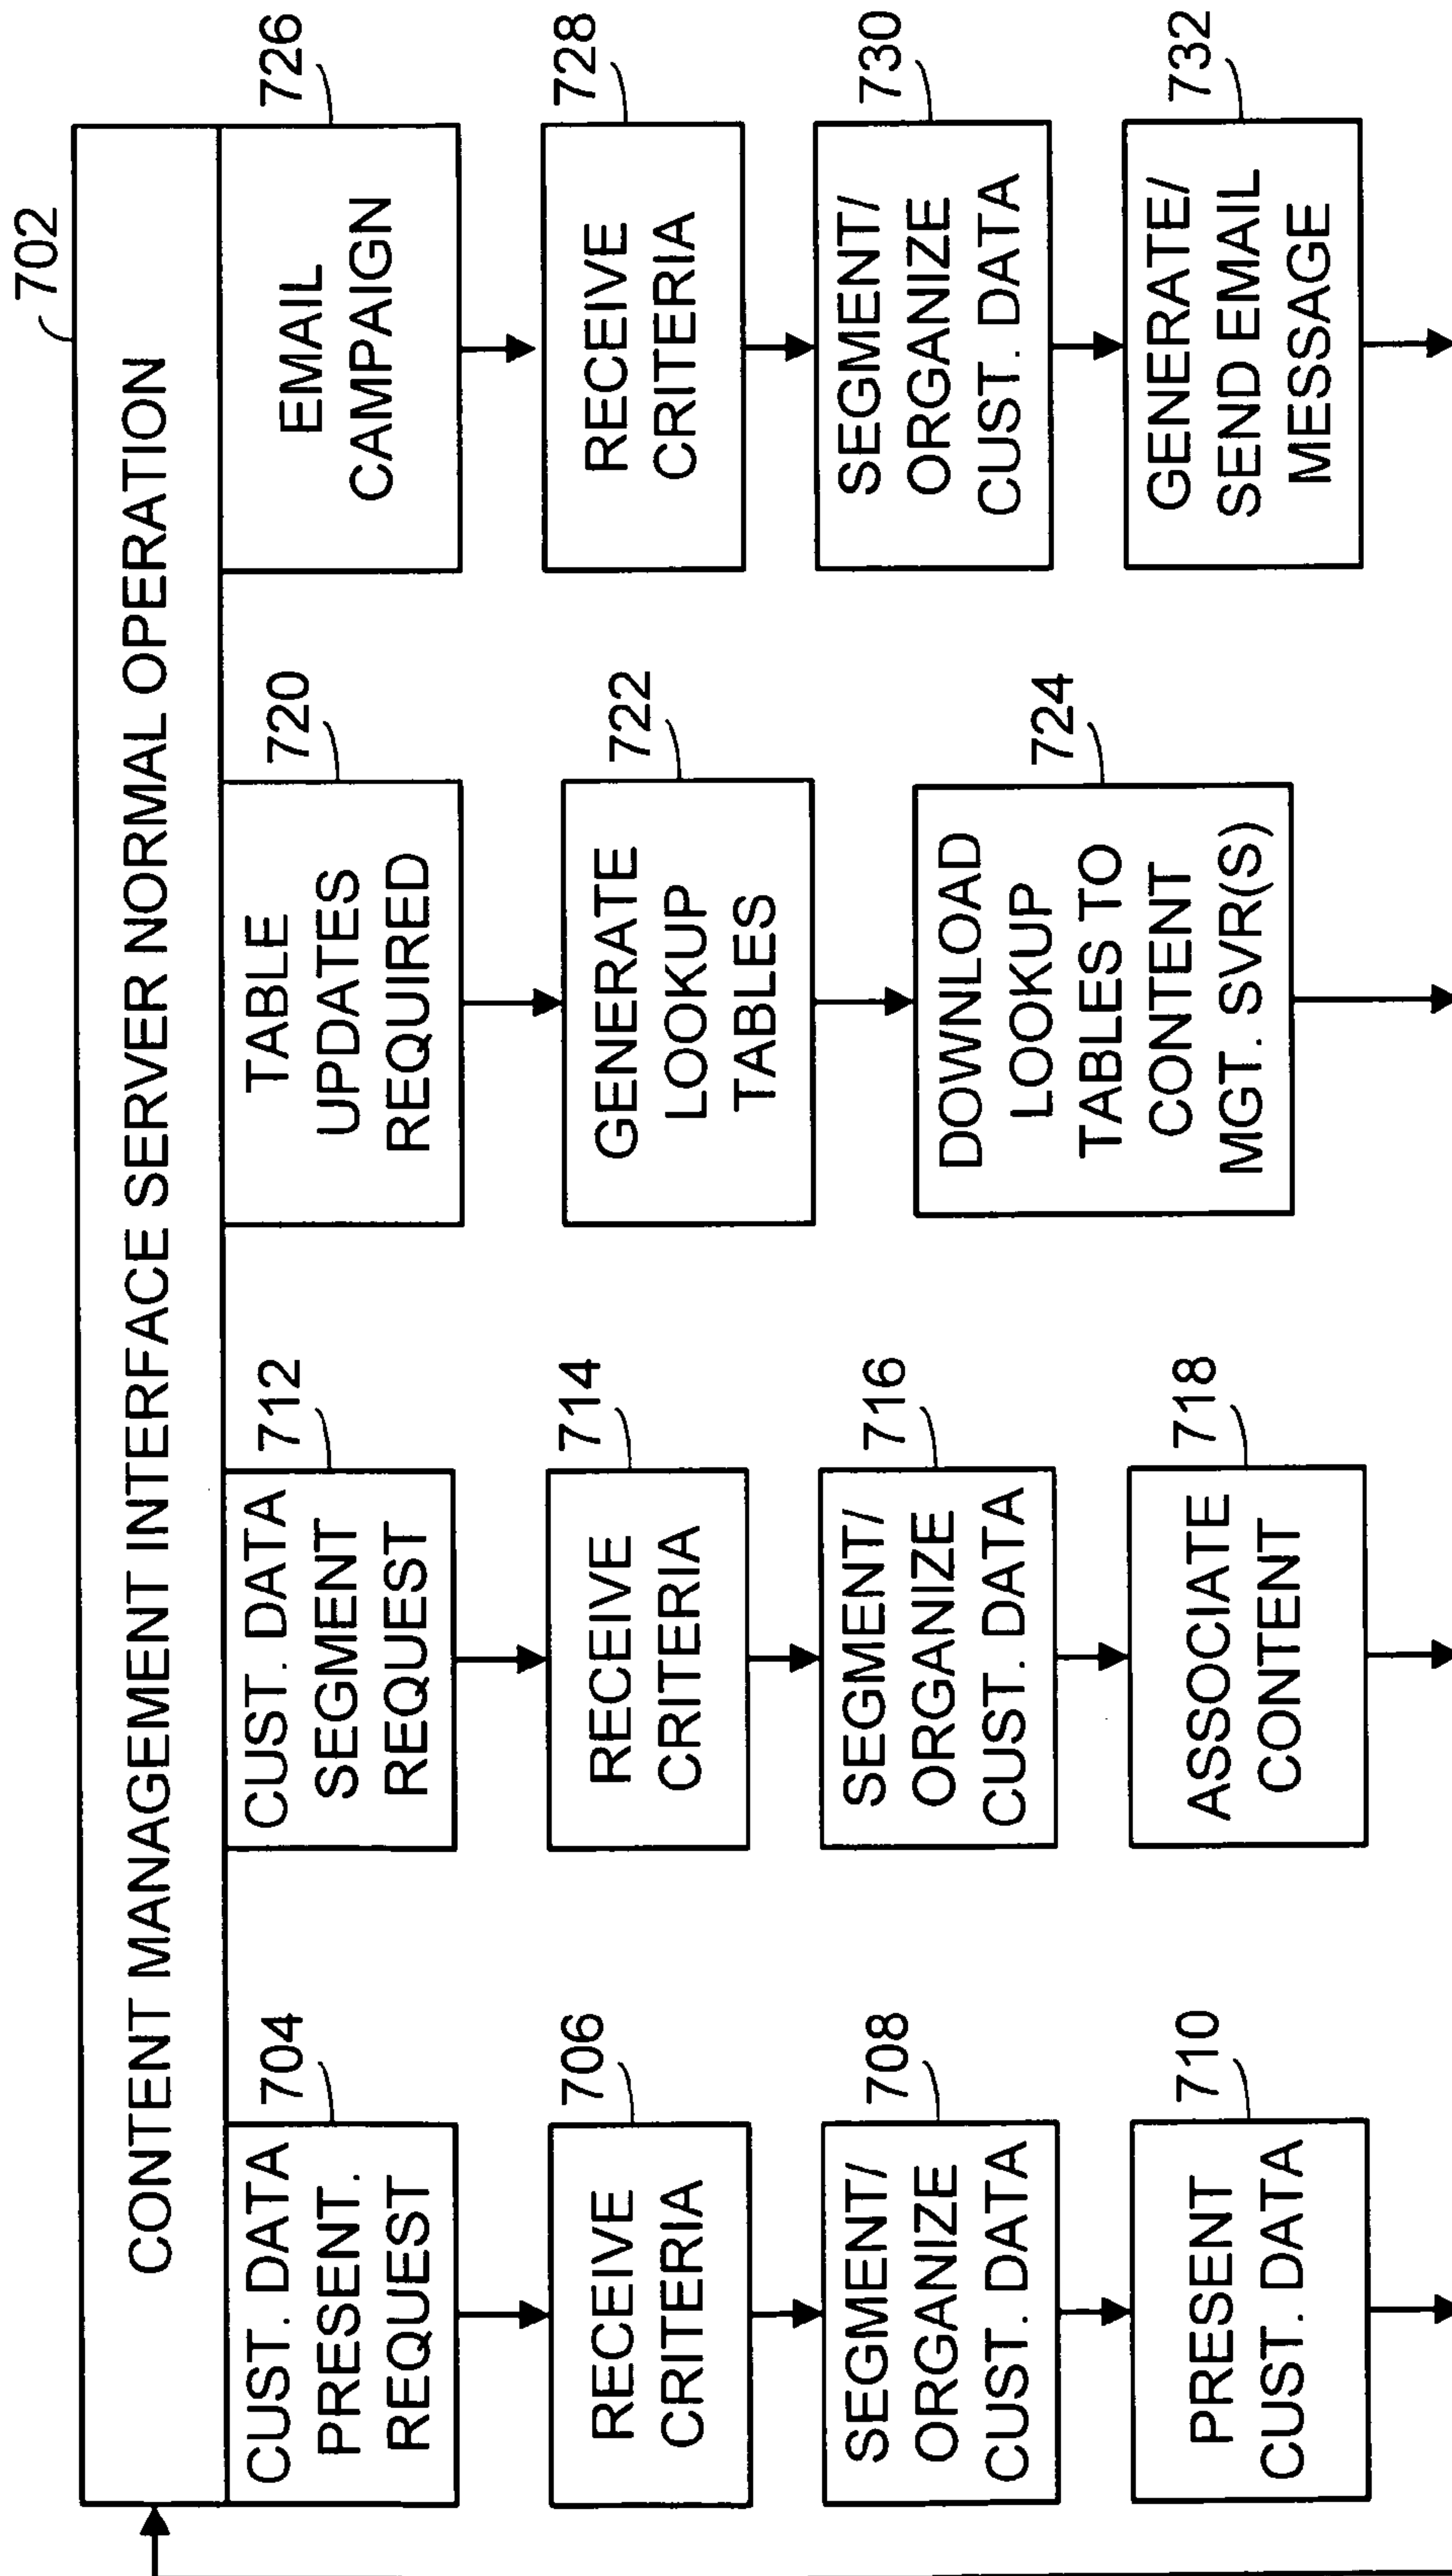 702
CONTENT MANAGEMENT INTERFACE SERVER NORMAL OPERATION
704
CUST. DATA
PRESENT.
REQUEST
706
RECEIVE
CRITERIA
708
SEGMENT/
ORGANIZE
CUST. DATA
710
PRESENT
CUST. DATA
712
CUST. DATA
SEGMENT
REQUEST
714
RECEIVE
CRITERIA
716
SEGMENT/
ORGANIZE
CUST. DATA
718
ASSOCIATE
CONTENT
720
TABLE
UPDATES
REQUIRED
722
GENERATE
LOOKUP
TABLES
724
DOWNLOAD
LOOKUP
TABLES TO
CONTENT
MGT. SVR(S)
726
EMAIL
CAMPAIGN
728
RECEIVE
CRITERIA
730
SEGMENT/
ORGANIZE
CUST. DATA
732
GENERATE/
SEND EMAIL
MESSAGE